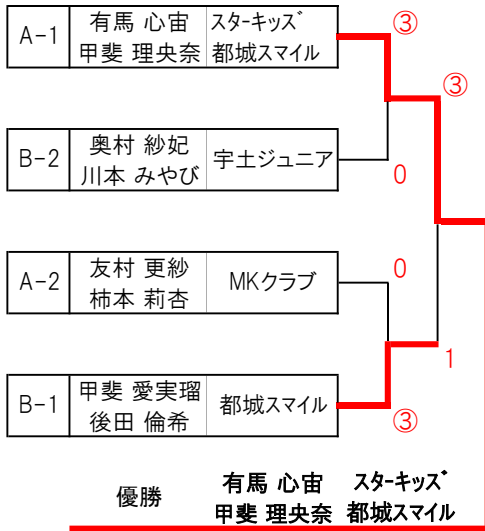 A-1 有馬 心宙 スターキッズ ③
甲斐 理央奈 都城スマイル
③
B-2 奥村 紗妃 宇土ジュニア
川本 みやび
0
A-2 友村 更紗 MKクラブ 0
柿本 莉杏
1
B-1 甲斐 愛実瑠 都城スマイル
後田 倫希
③
優勝 有馬 心宙 スターキッズ
甲斐 理央奈 都城スマイル